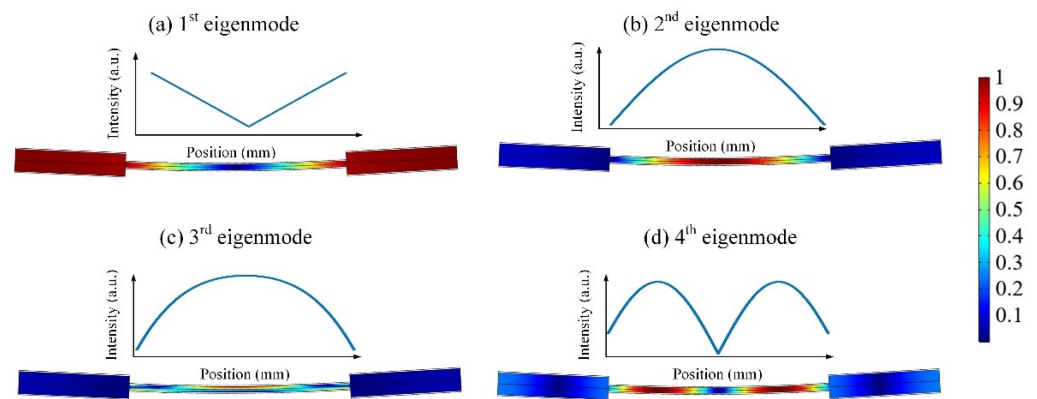 (a) 1st eigenmode
Intensity (a.u.)
Position (mm)
(b) 2nd eigenmode
Intensity (a.u.)
Position (mm)
(c) 3rd eigenmode
Intensity (a.u.)
Position (mm)
(d) 4th eigenmode
Intensity (a.u.)
Position (mm)
1
0.9
0.8
0.7
0.6
0.5
0.4
0.3
0.2
0.1